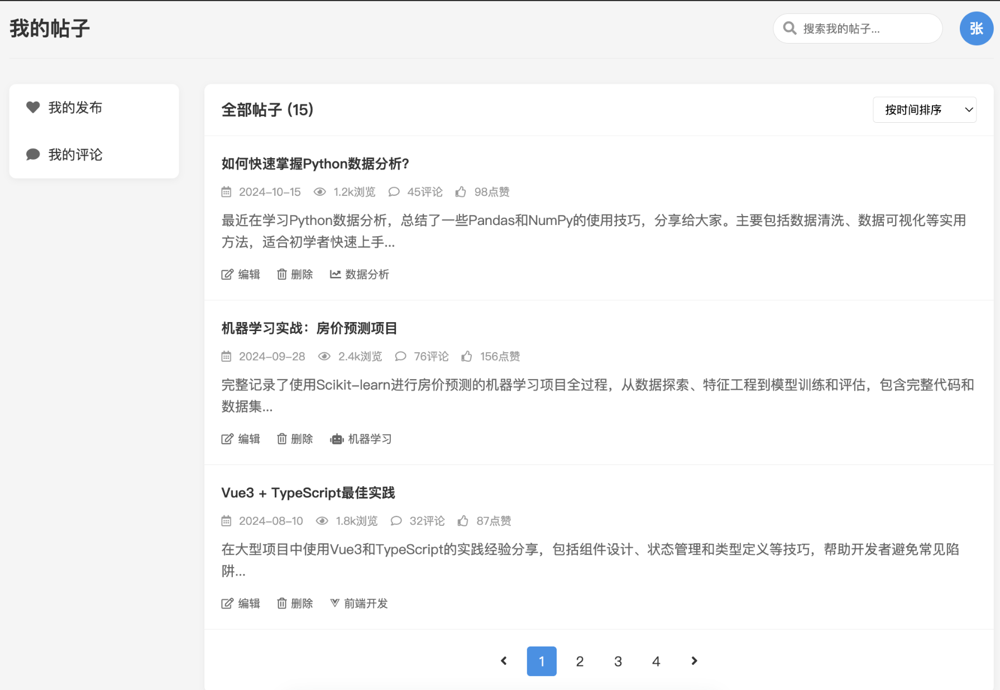 我的帖子
搜索我的帖子...
张
我的发布
我的评论
全部帖子 (15)
按时间排序
如何快速掌握Python数据分析?
2024-10-15 1.2k浏览 45评论 98点赞
最近在学习Python数据分析，总结了一些Pandas和NumPy的使用技巧，分享给大家。主要包括数据清洗、数据可视化等实用
方法，适合初学者快速上手...
编辑 删除 数据分析
机器学习实战：房价预测项目
2024-09-28 2.4k浏览 76评论 156点赞
完整记录了使用Scikit-learn进行房价预测的机器学习项目全过程，从数据探索、特征工程到模型训练和评估，包含完整代码和
数据集...
编辑 删除 机器学习
Vue3 + TypeScript最佳实践
2024-08-10 1.8k浏览 32评论 87点赞
在大型项目中使用Vue3和TypeScript的实践经验分享，包括组件设计、状态管理和类型定义等技巧，帮助开发者避免常见陷
阱...
编辑 删除 前端开发
1 2 3 4